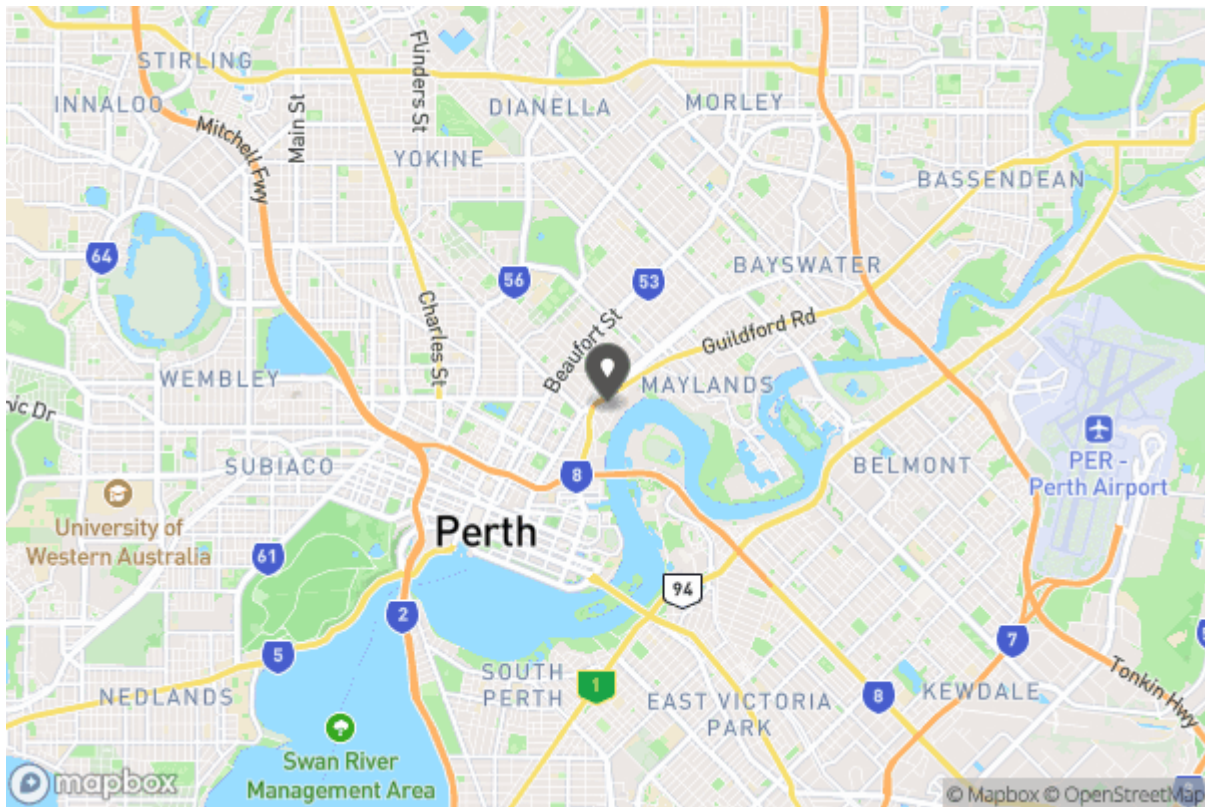 STIRLING
INNALOO
Main St
Flinders St
DIANELLA
MORLEY
Mitchell Fwy
YOKINE
BASSENDEAN
64
56
53
BAYSWATER
Charles St
Beaufort St
Guildford Rd
WEMBLEY
MAYLANDS
ic Dr
SUBIACO
8
BELMONT
PER -
Perth Airport
University of
Western Australia
Perth
61
94
2
5
7
SOUTH
PERTH
1
NEDLANDS
EAST VICTORIA
PARK
8
KEWDALE
Tonkin Hwy
Swan River
Management Area
mapbox
© Mapbox © OpenStreetMap